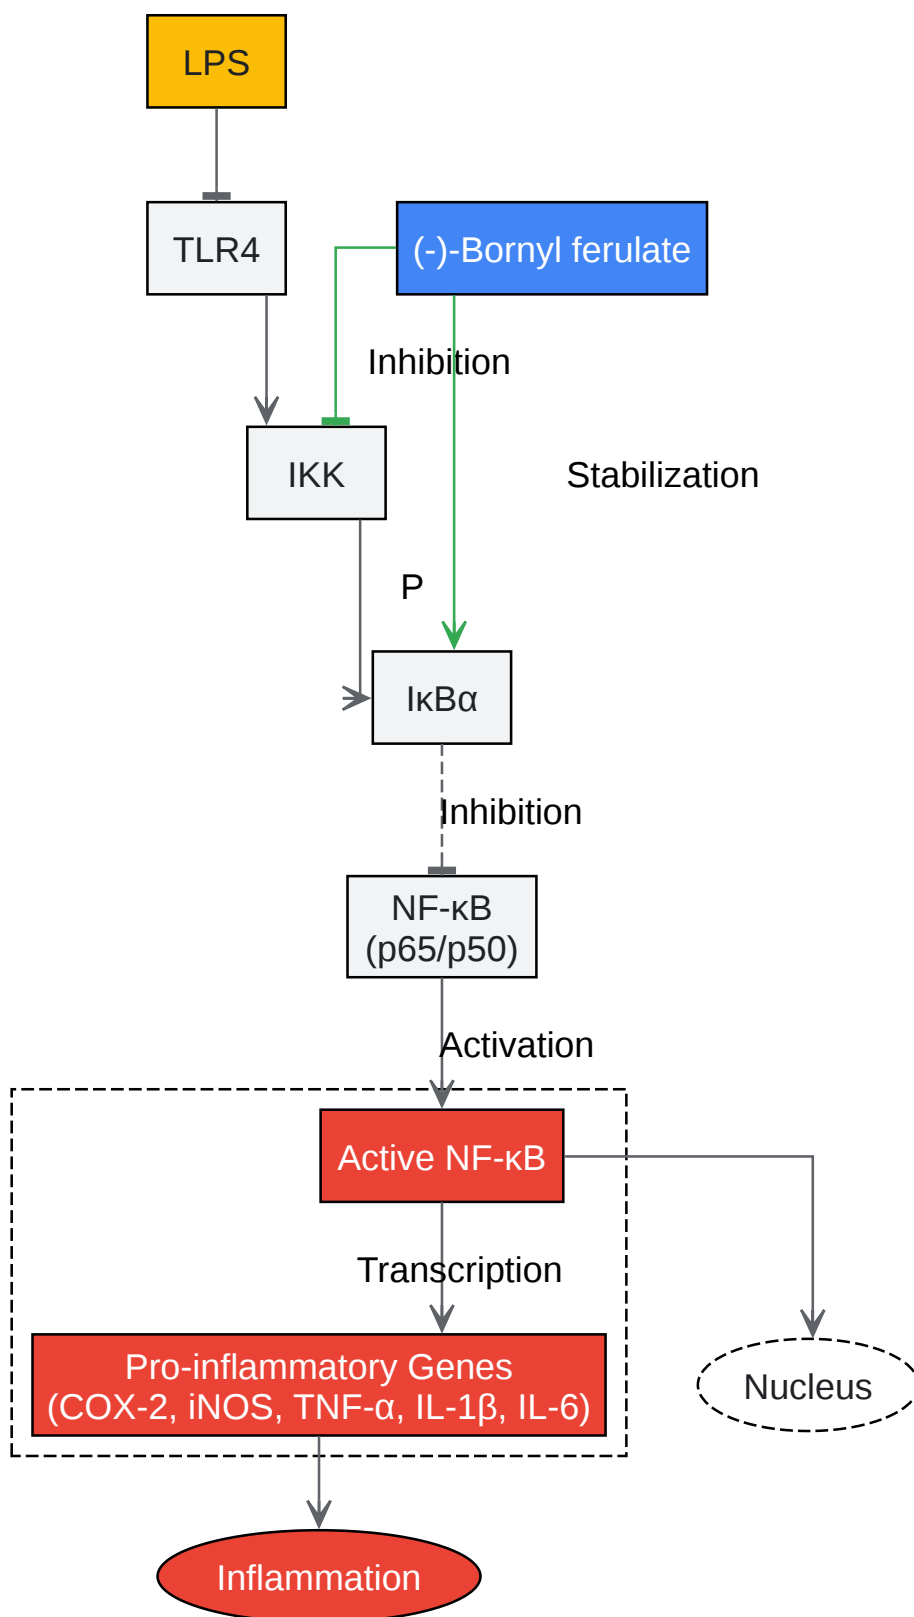 LPS
TLR4
(-)-Bornyl ferulate
Inhibition
IKK
Stabilization
P
IκBα
Inhibition
NF-κB
(p65/p50)
Activation
Active NF-κB
Transcription
Pro-inflammatory Genes
(COX-2, iNOS, TNF-α, IL-1β, IL-6)
Nucleus
Inflammation